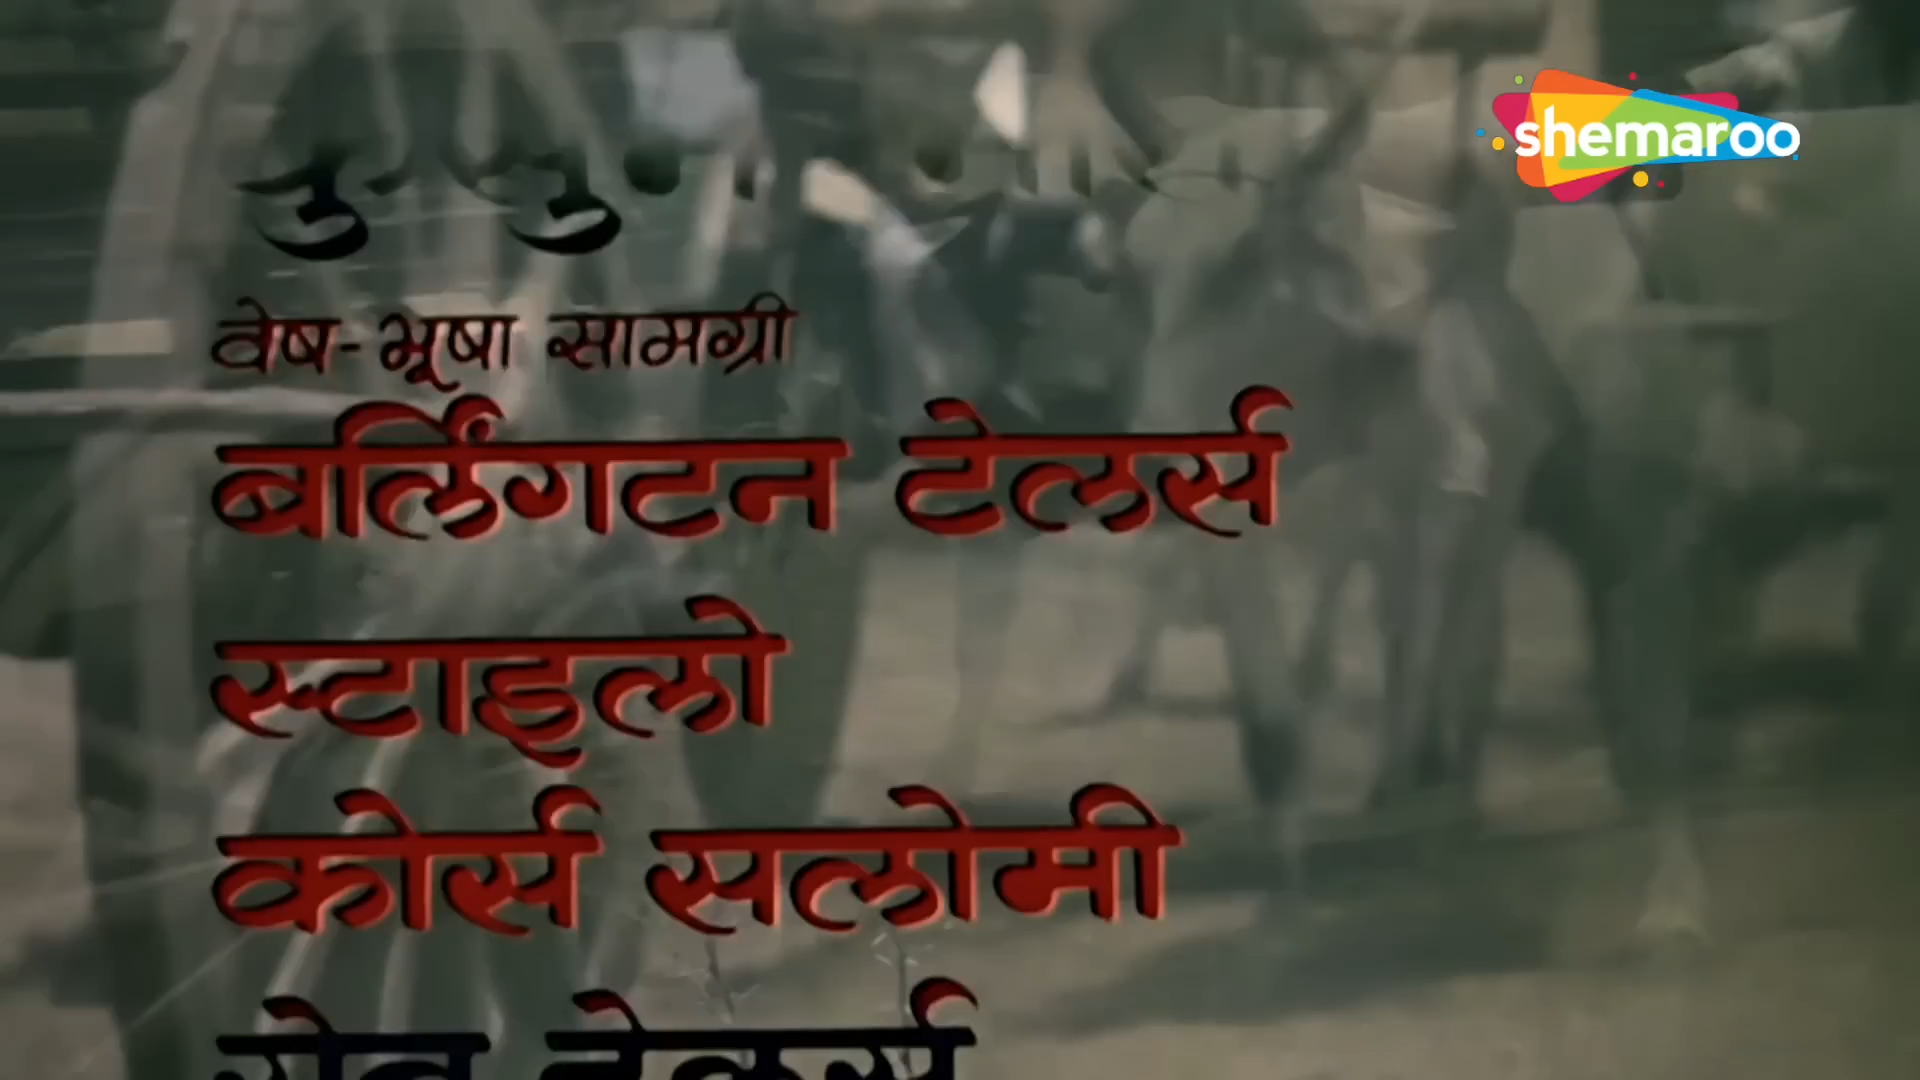 shemaroo
वेष-भूषा सामग्री
बर्लिंगटन टेलर्स
स्टाइलो
कोर्स सलोमी